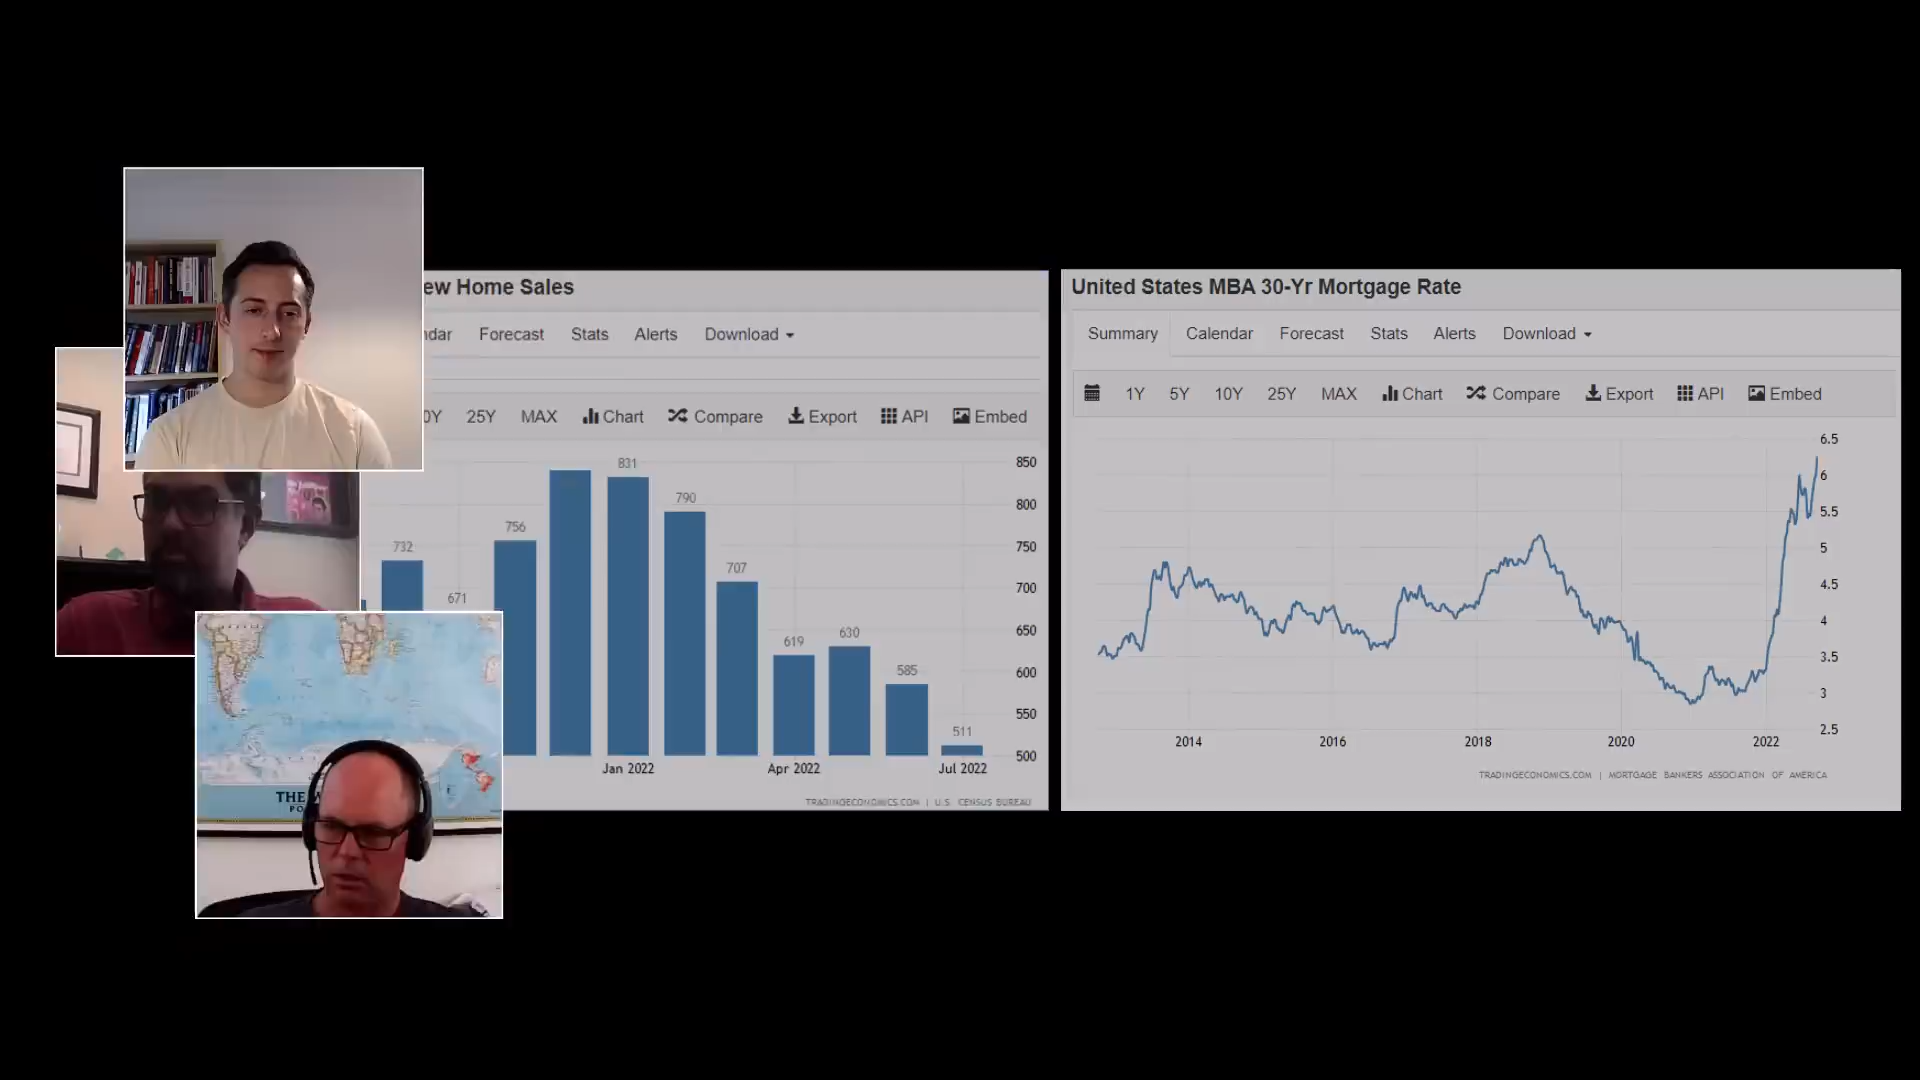 ew Home Sales
ndar Forecast Stats Alerts Download
0Y 25Y MAX Chart Compare Export API Embed
732
671
756
831
790
707
619
630
585
511
850
800
750
700
650
600
550
500
Jan 2022 Apr 2022 Jul 2022
TRADINGECONOMICS.COM | U.S. CENSUS BUREAU
United States MBA 30-Yr Mortgage Rate
Summary Calendar Forecast Stats Alerts Download
1Y 5Y 10Y 25Y MAX Chart Compare Export API Embed
6.5
6
5.5
5
4.5
4
3.5
3
2.5
2014 2016 2018 2020 2022
TRADINGECONOMICS.COM | MORTGAGE BANKERS ASSOCIATION OF AMERICA
THE
PO